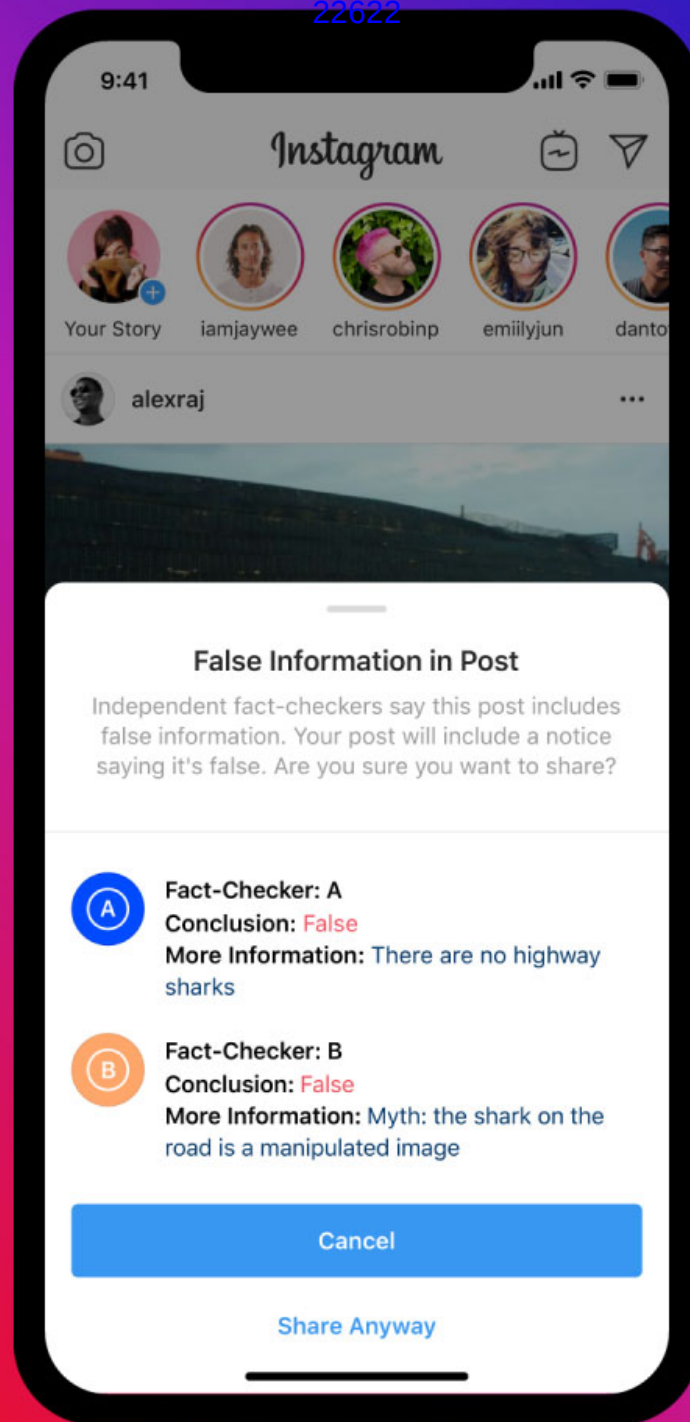 22622
9:41
Instagram
Your Story
iamjaywee
chrisrobinp
emiilyjun
danto
alexraj
False Information in Post
Independent fact-checkers say this post includes
false information. Your post will include a notice
saying it's false. Are you sure you want to share?
A
Fact-Checker: A
Conclusion: False
More Information: There are no highway
sharks
B
Fact-Checker: B
Conclusion: False
More Information: Myth: the shark on the
road is a manipulated image
Cancel
Share Anyway